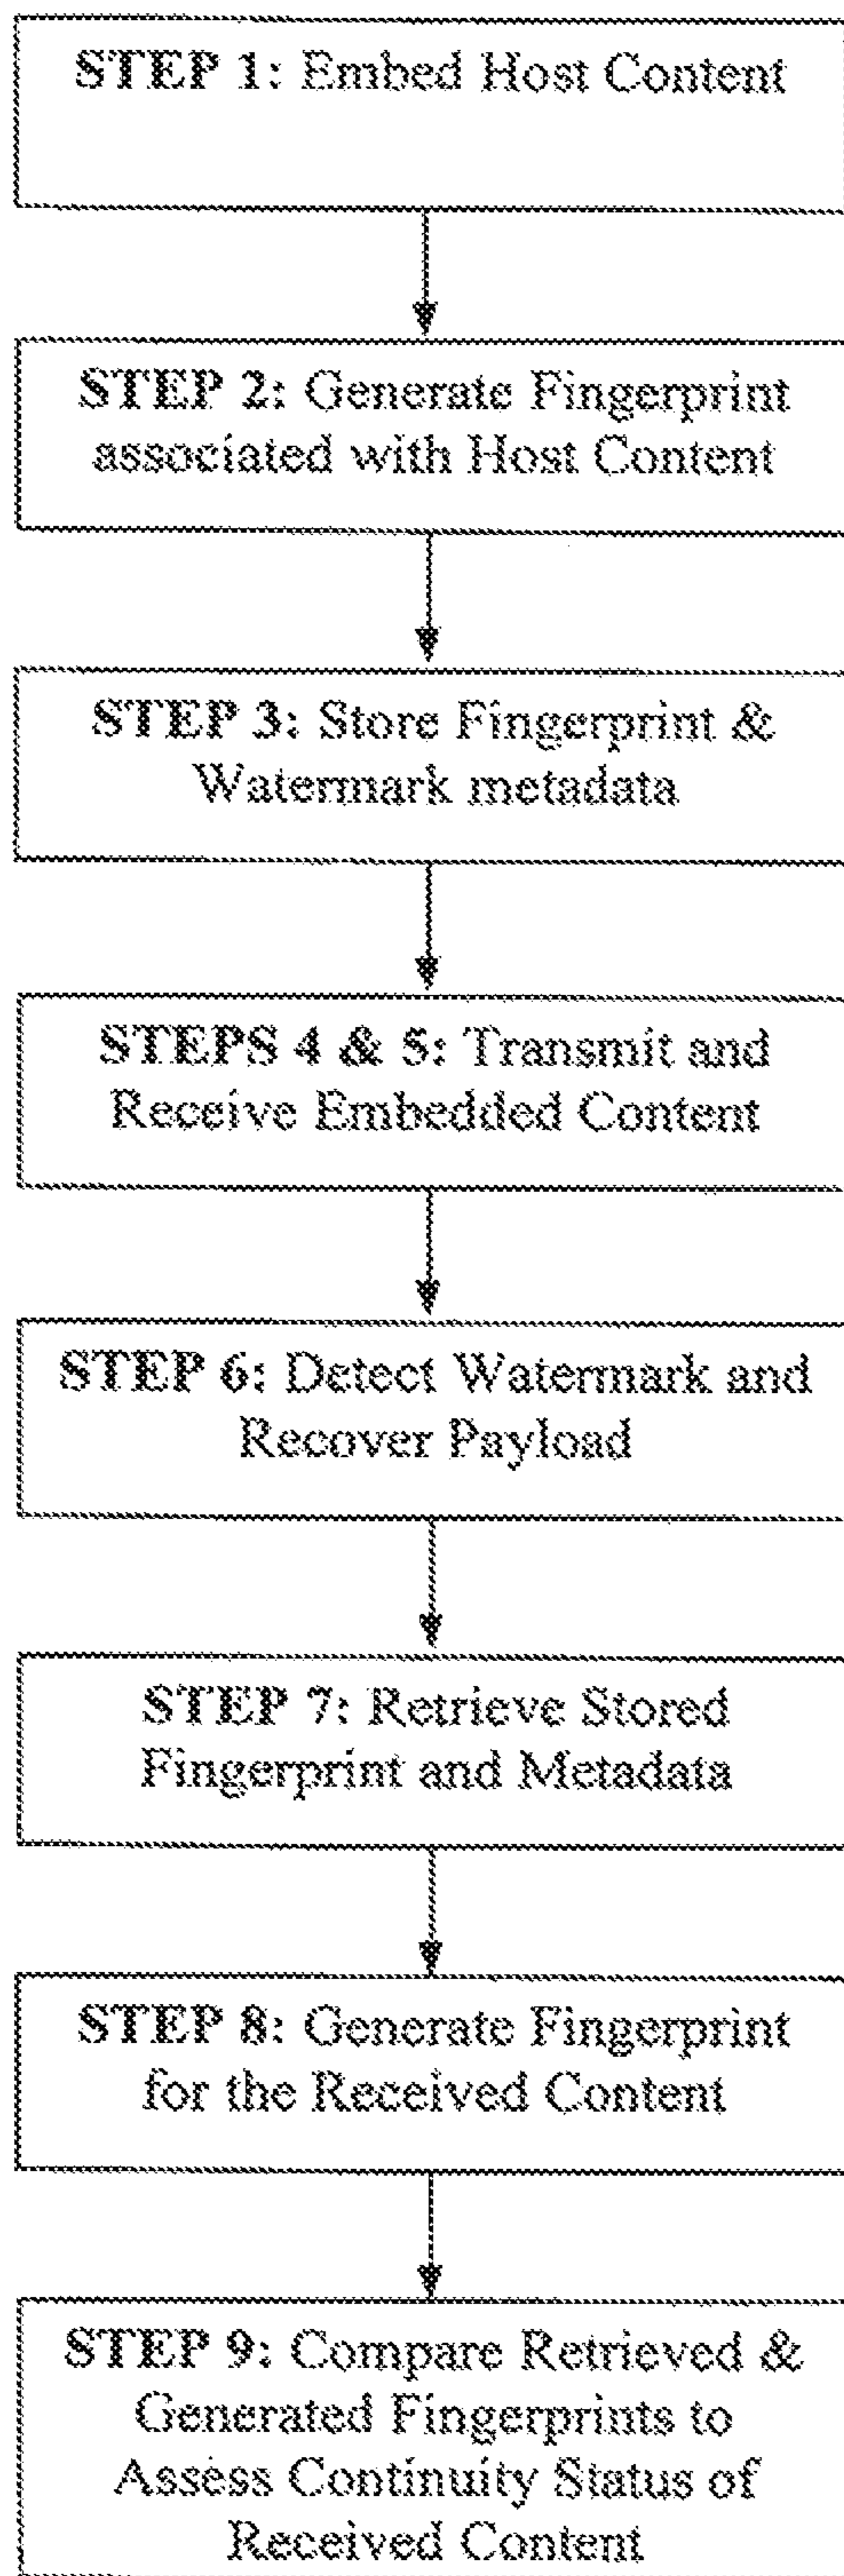 STEP 1: Embed Host Content
STEP 2: Generate Fingerprint
associated with Host Content
STEP 3: Store Fingerprint &
Watermark metadata
STEPS 4 & 5: Transmit and
Receive Embedded Content
STEP 6: Detect Watermark and
Recover Payload
STEP 7: Retrieve Stored
Fingerprint and Metadata
STEP 8: Generate Fingerprint
for the Received Content
STEP 9: Compare Retrieved &
Generated Fingerprints to
Assess Continuity Status of
Received Content